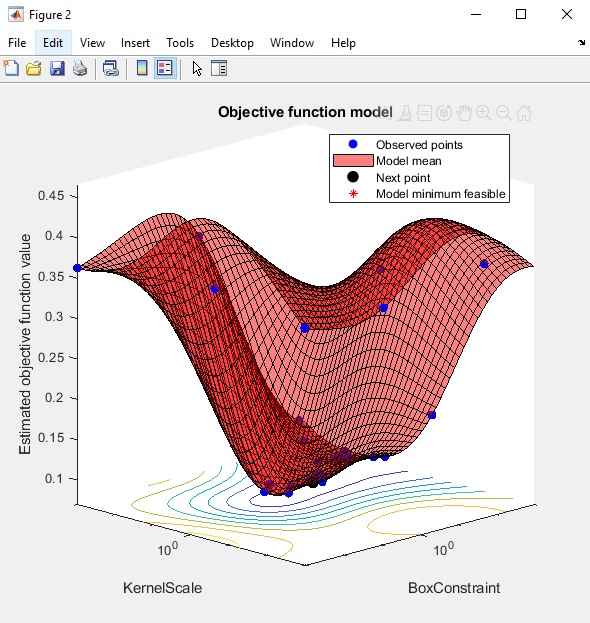 Figure 2
File Edit View Insert Tools Desktop Window Help
Objective function model
Observed points
Model mean
Next point
Model minimum feasible
Estimated objective function value
0.45
0.4
0.35
0.3
0.25
0.2
0.15
0.1
10^0
10^0
KernelScale
BoxConstraint